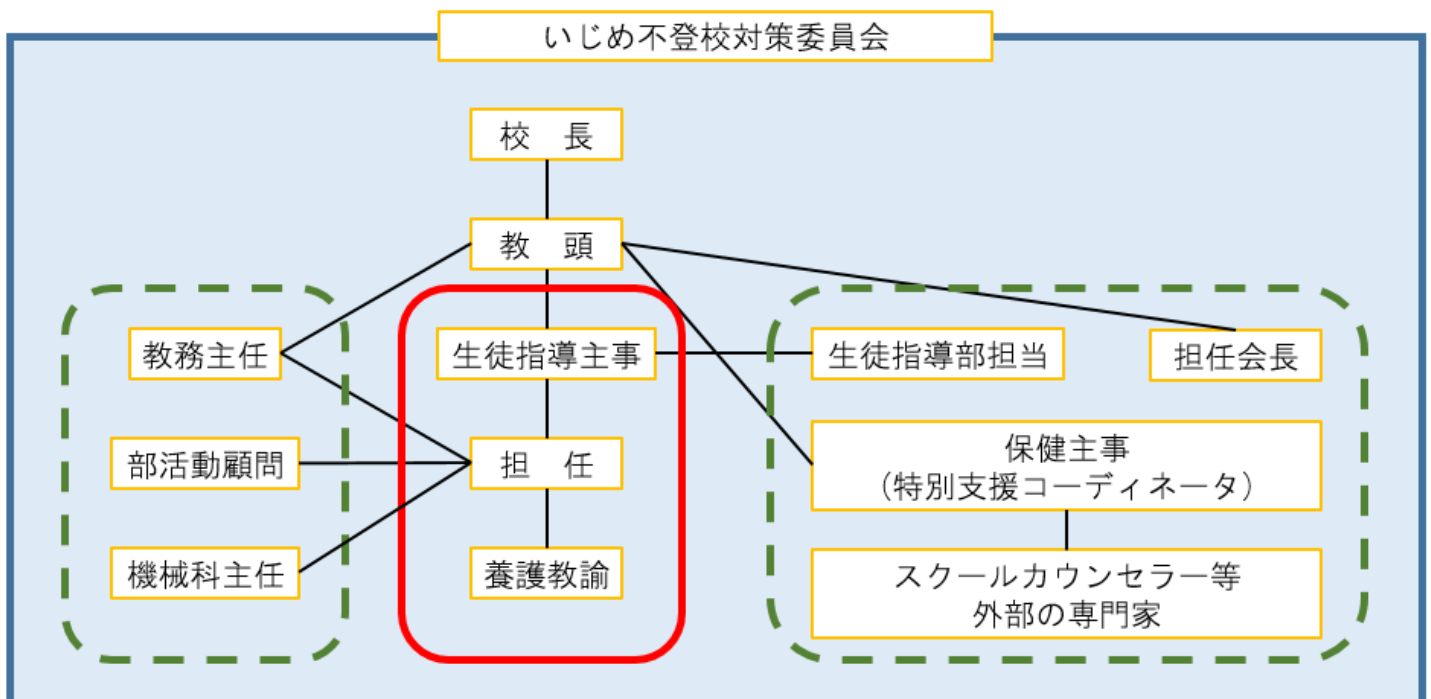 いじめ不登校対策委員会
校　長
教　頭
教務主任
生徒指導主事
生徒指導部担当
担任会長
部活動顧問
担　任
保健主事
（特別支援コーディネータ）
機械科主任
養護教諭
スクールカウンセラー等
外部の専門家